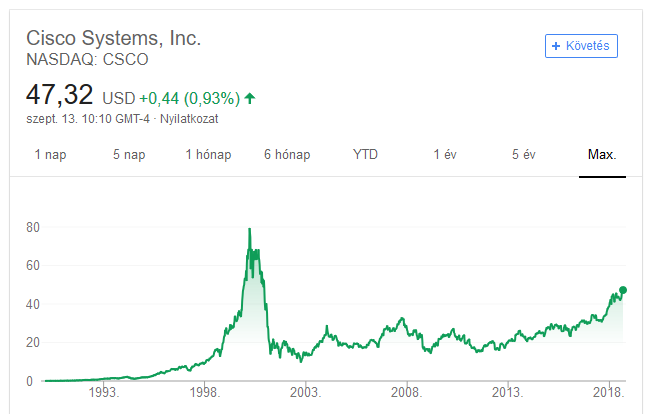 Cisco Systems, Inc.
NASDAQ: CSCO
+ Követés
47,32 USD +0,44 (0,93%)
szept. 13. 10:10 GMT-4 · Nyilatkozat
1 nap 5 nap 1 hónap 6 hónap YTD 1 év 5 év Max.
80
60
40
20
0
1993. 1998. 2003. 2008. 2013. 2018.